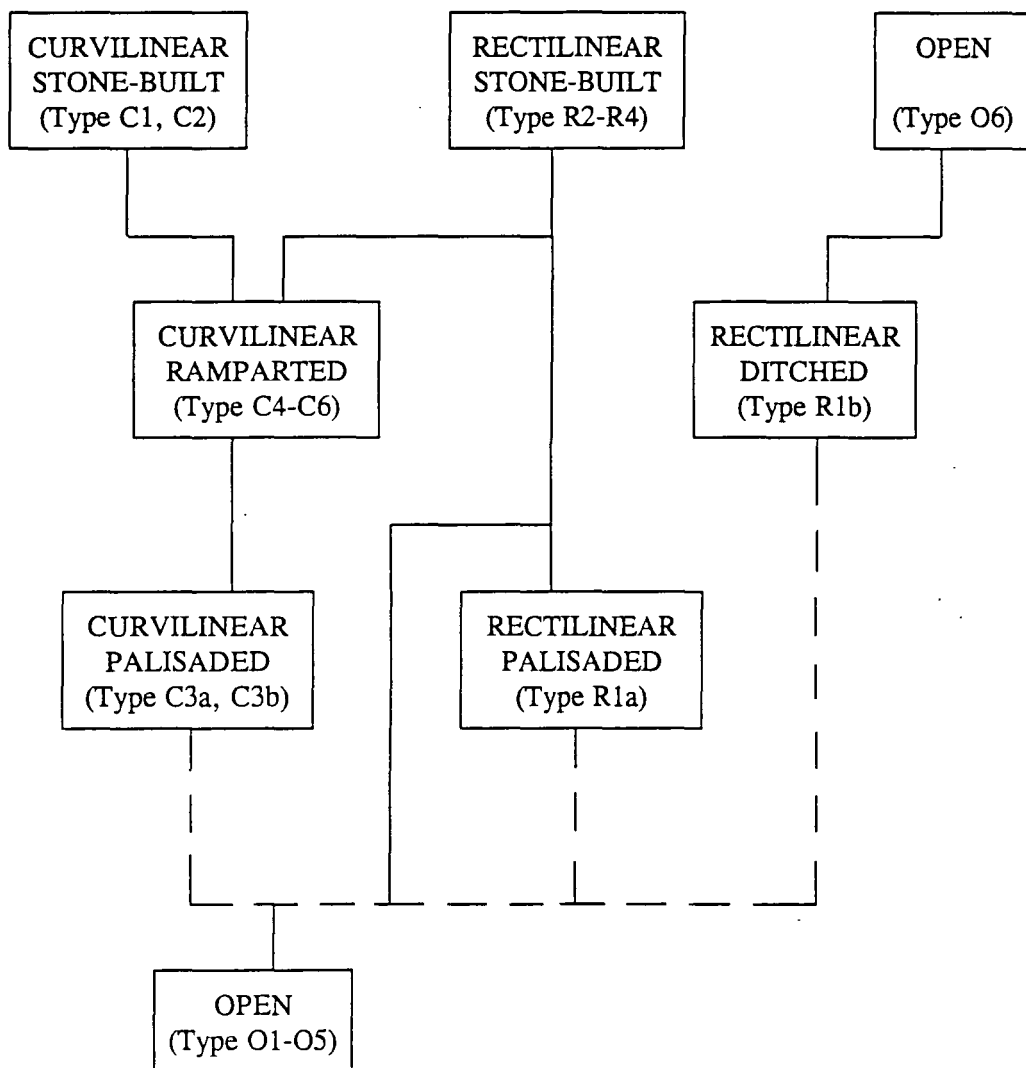 CURVILINEAR
STONE-BUILT
(Type C1, C2)
RECTILINEAR
STONE-BUILT
(Type R2-R4)
OPEN
(Type O6)
CURVILINEAR
RAMPARTED
(Type C4-C6)
RECTILINEAR
DITCHED
(Type R1b)
CURVILINEAR
PALISADED
(Type C3a, C3b)
RECTILINEAR
PALISADED
(Type R1a)
OPEN
(Type O1-O5)